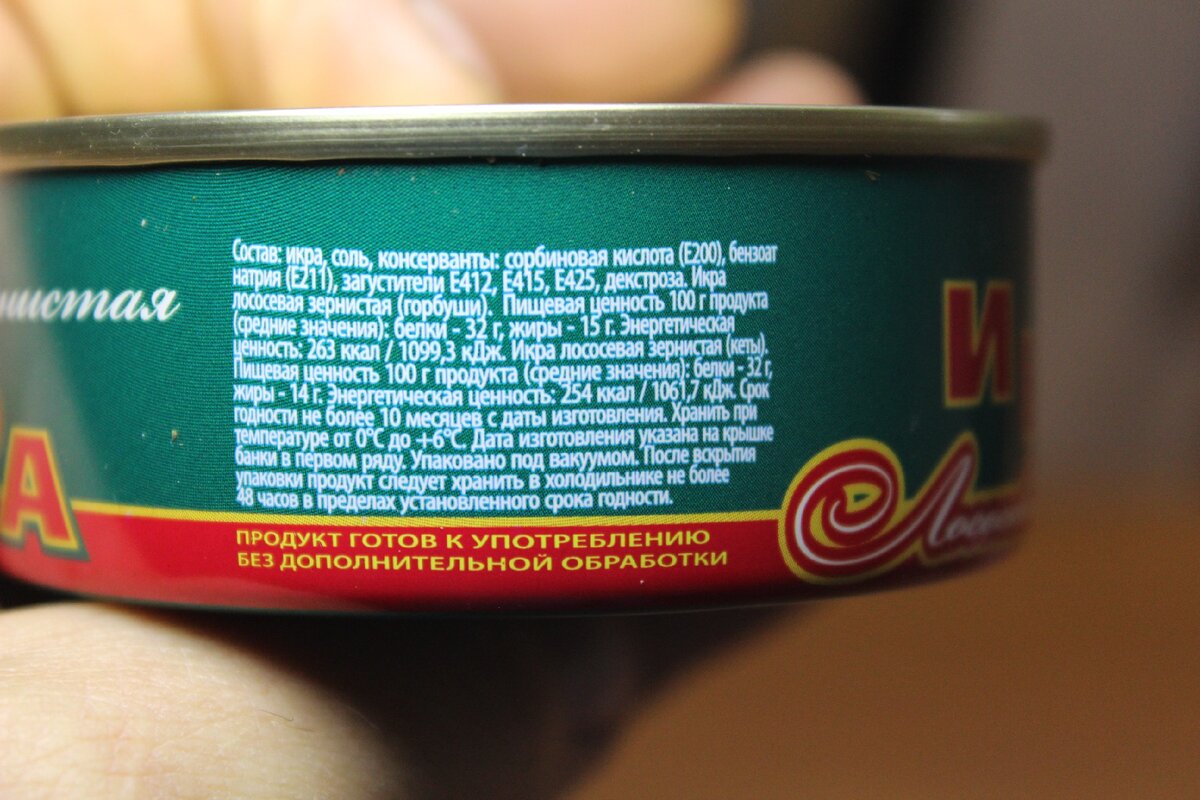 Состав: икра, соль, консерванты: сорбиновая кислота (Е200), бензоат
натрия (Е211), загустители Е412, Е415, Е425, декстроза. Икра
лососевая зернистая (горбуши). Пищевая ценность 100 г продукта
(средние значения): белки - 32 г, жиры - 15 г. Энергетическая
ценность: 263 ккал / 1099,3 кДж. Икра лососевая зернистая (кеты).
Пищевая ценность 100 г продукта (средние значения): белки - 32 г,
жиры - 14 г. Энергетическая ценность: 254 ккал / 1061,7 кДж. Срок
годности не более 10 месяцев с даты изготовления. Хранить при
температуре от 0°С до +6°С. Дата изготовления указана на крышке
банки в первом ряду. Упаковано под вакуумом. После вскрытия
упаковки продукт следует хранить в холодильнике не более
48 часов в пределах установленного срока годности.
ПРОДУКТ ГОТОВ К УПОТРЕБЛЕНИЮ
БЕЗ ДОПОЛНИТЕЛЬНОЙ ОБРАБОТКИ